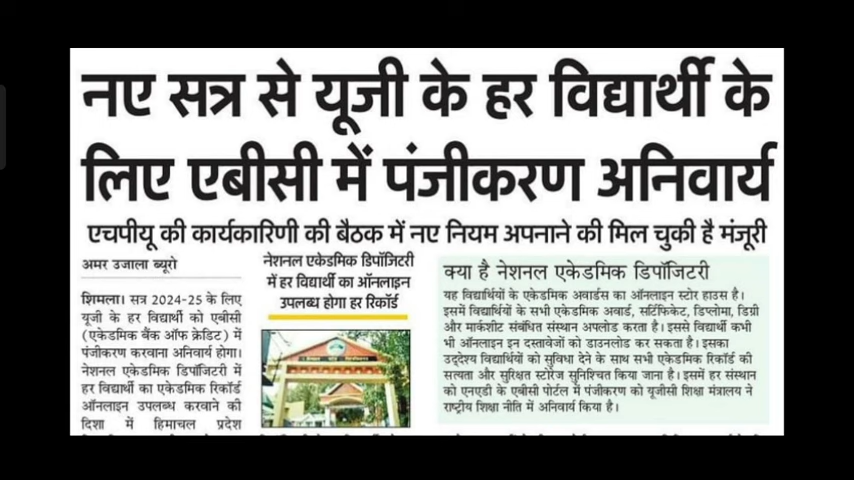 नए सत्र से यूजी के हर विद्यार्थी के
लिए एबीसी में पंजीकरण अनिवार्य
एचपीयू की कार्यकारिणी की बैठक में नए नियम अपनाने की मिल चुकी है मंजूरी
अमर उजाला ब्यूरो
शिमला। सत्र 2024-25 के लिए
यूजी के हर विद्यार्थी को एबीसी
(एकेडमिक बैंक ऑफ क्रेडिट) में
पंजीकरण करवाना अनिवार्य होगा।
नेशनल एकेडमिक डिपॉजिटरी में
हर विद्यार्थी का एकेडमिक रिकॉर्ड
ऑनलाइन उपलब्ध करवाने की
दिशा में हिमाचल प्रदेश
नेशनल एकेडमिक डिपॉजिटरी
में हर विद्यार्थी का ऑनलाइन
उपलब्ध होगा हर रिकॉर्ड
क्या है नेशनल एकेडमिक डिपॉजिटरी
यह विद्यार्थियों के एकेडमिक अवार्डस का ऑनलाइन स्टोर हाउस है।
इसमें विद्यार्थियों के सभी एकेडमिक अवार्ड, सर्टिफिकेट, डिप्लोमा, डिग्री
और मार्कशीट संबंधित संस्थान अपलोड करता है। इससे विद्यार्थी कभी
भी ऑनलाइन इन दस्तावेजों को डाउनलोड कर सकता है। इसका
उद्देश्य विद्यार्थियों को सुविधा देने के साथ सभी एकेडमिक रिकॉर्ड की
सत्यता और सुरक्षित स्टोरेज सुनिश्चित किया जाना है। इसमें हर संस्थान
को एनएडी के एबीसी पोर्टल में पंजीकरण को यूजीसी शिक्षा मंत्रालय ने
राष्ट्रीय शिक्षा नीति में अनिवार्य किया है।